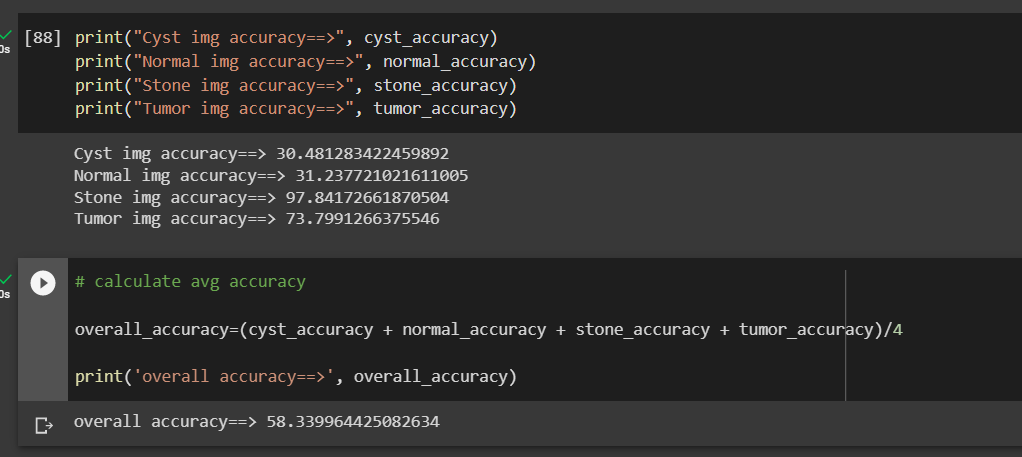 [88] print("Cyst img accuracy==>", cyst_accuracy)
0s
print("Normal img accuracy==>", normal_accuracy)
print("Stone img accuracy==>", stone_accuracy)
print("Tumor img accuracy==>", tumor_accuracy)
Cyst img accuracy==> 30.481283422459892
Normal img accuracy==> 31.237721021611005
Stone img accuracy==> 97.84172661870504
Tumor img accuracy==> 73.7991266375546
# calculate avg accuracy
0s
overall_accuracy=(cyst_accuracy + normal_accuracy + stone_accuracy + tumor_accuracy)/4
print('overall accuracy==>', overall_accuracy)
overall accuracy==> 58.339964425082634